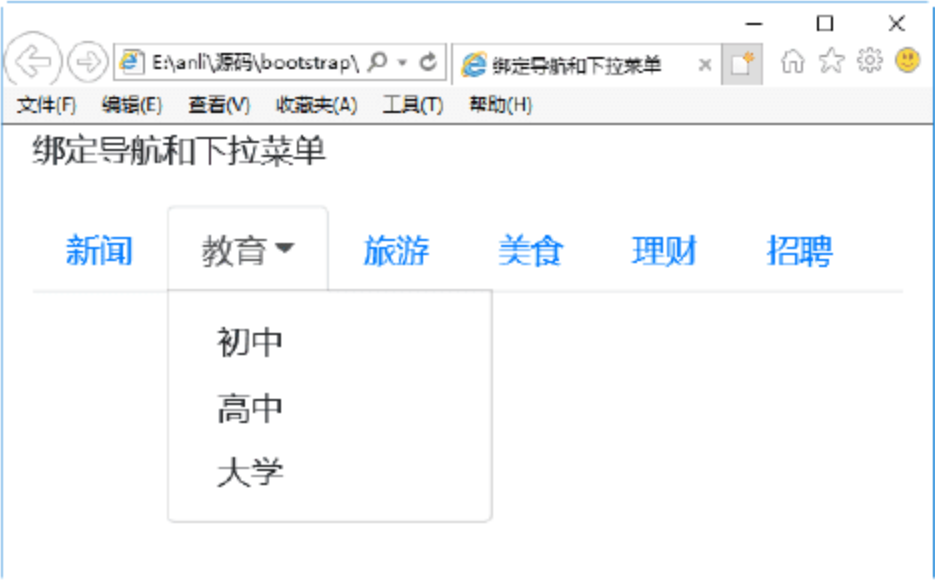 E:\anli\源码\bootstrap\ 绑定导航和下拉菜单
文件(F) 编辑(E) 查看(V) 收藏夹(A) 工具(T) 帮助(H)
绑定导航和下拉菜单
新闻 教育 旅游 美食 理财 招聘
初中
高中
大学